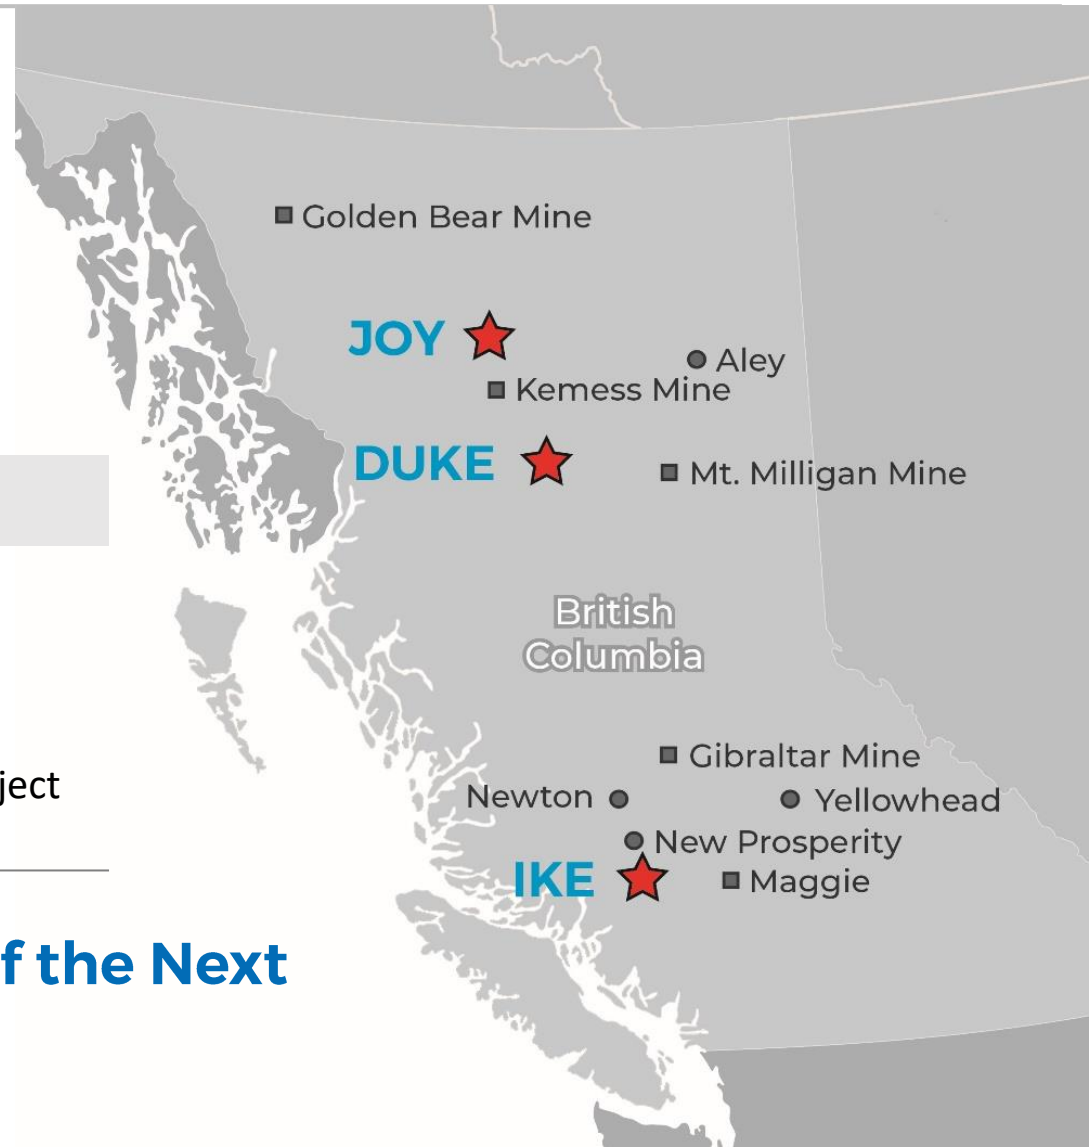 Golden Bear Mine
JOY
Aley
Kemess Mine
DUKE
Mt. Milligan Mine
British
Columbia
Gibraltar Mine
ject
Newton
Yellowhead
New Prosperity
IKE
Maggie
f the Next